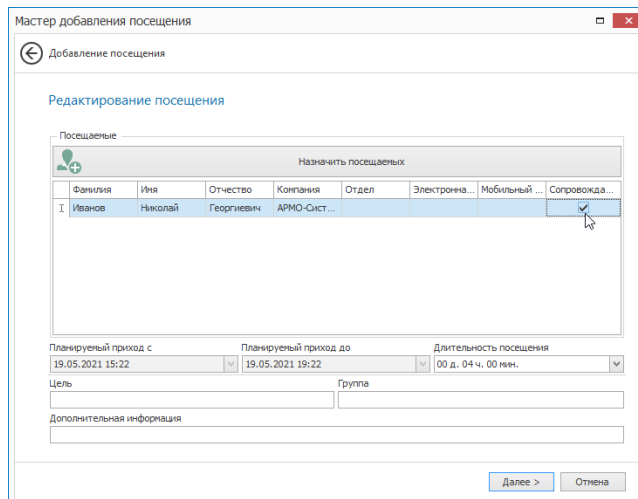 Мастер добавления посещения
Добавление посещения
Редактирование посещения
Посещаемые
Назначить посещаемых
Фамилия Имя Отчество Компания Отдел Электронна... Мобильный ... Сопровожда...
Иванов Николай Георгиевич АРМО-Сист...
Планируемый приход с Планируемый приход до Длительность посещения
19.05.2021 15:22 19.05.2021 19:22 00 д. 04 ч. 00 мин.
Цель Группа
Дополнительная информация
Далее > Отмена